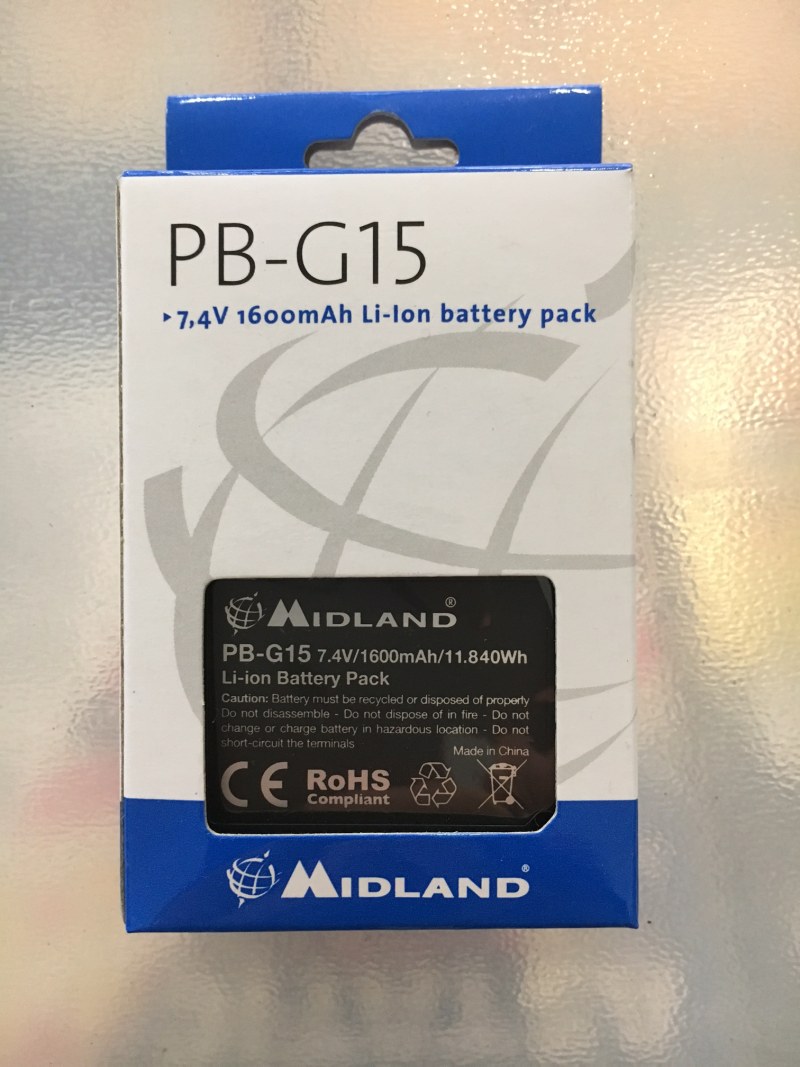 PB-G15
▸7,4V 1600mAh Li-Ion battery pack
MIDLAND®
PB-G15 7.4V/1600mAh/11.840Wh
Li-ion Battery Pack
Caution: Battery must be recycled or disposed of property
Do not disassemble - Do not dispose of in fire - Do not
change or charge battery in hazardous location - Do not
short-circuit the terminals
Made in China
CE RoHS
Compliant
MIDLAND®